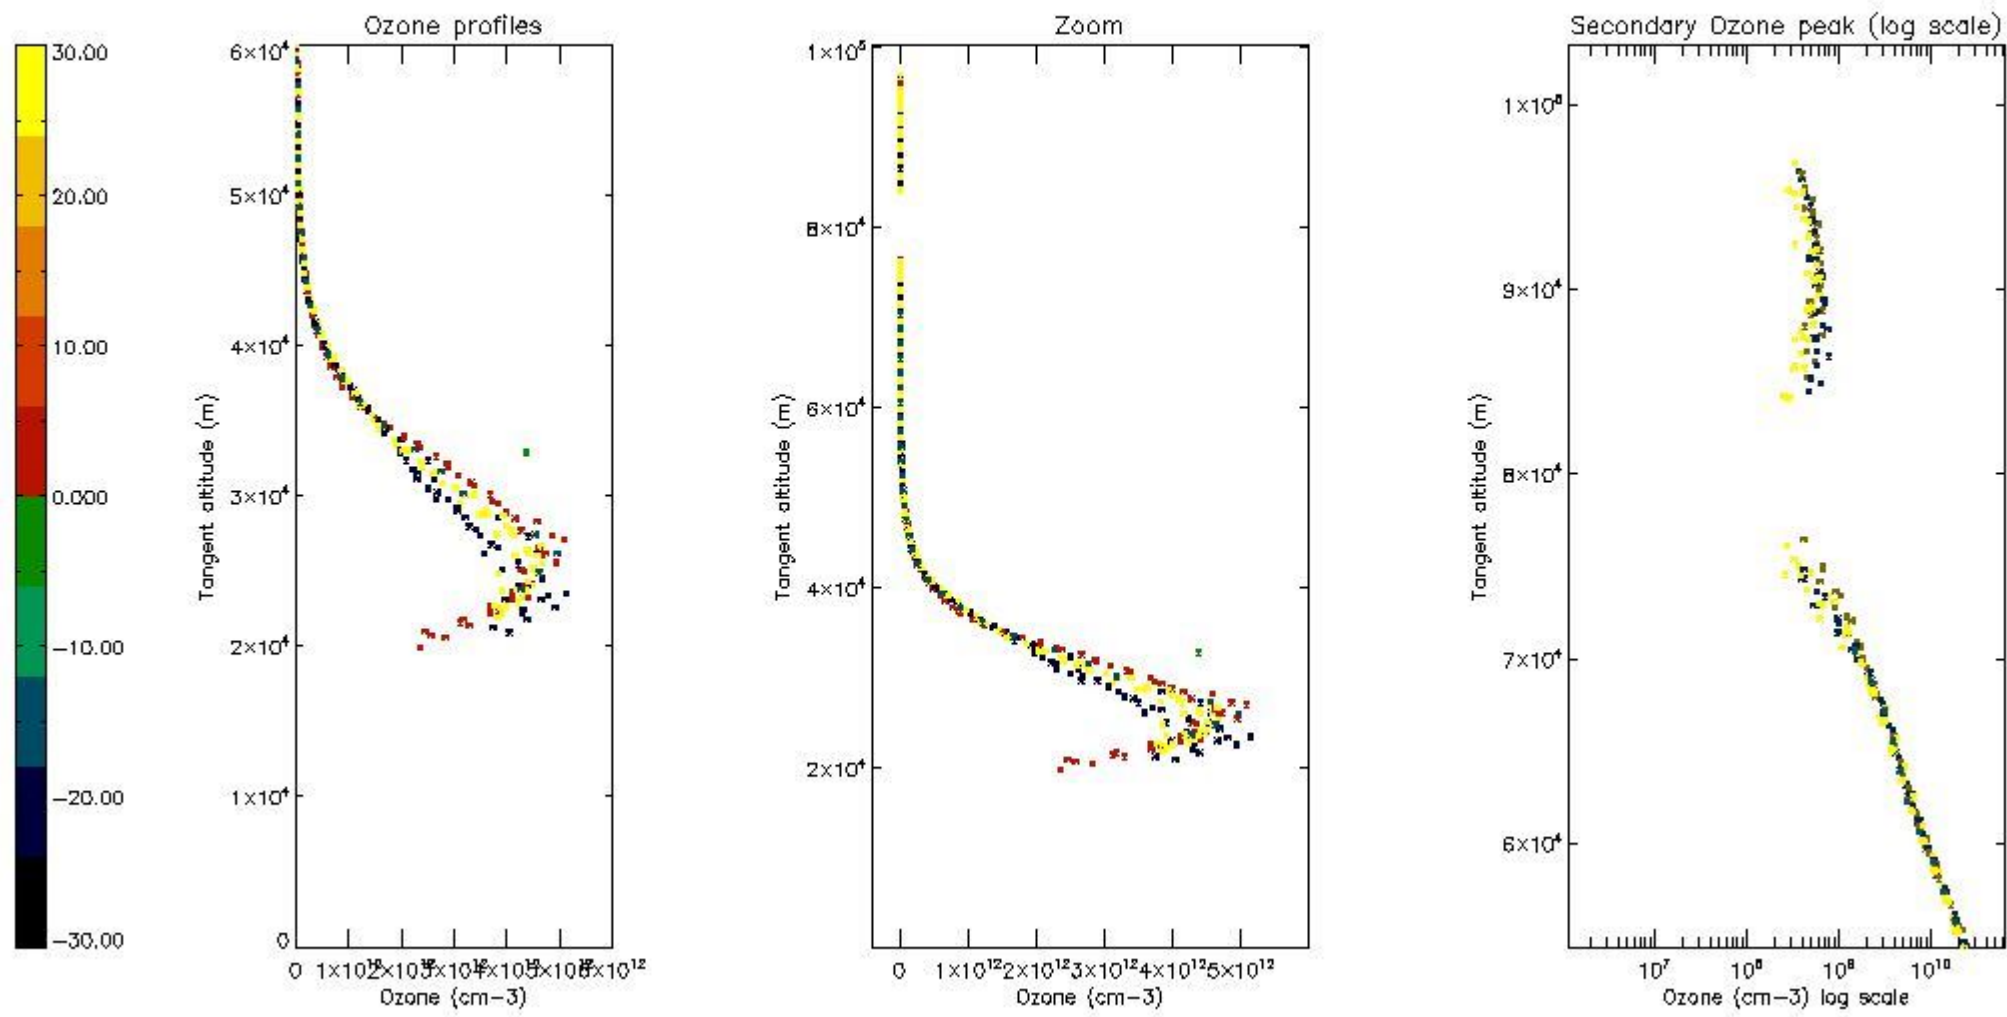 Ozone profiles
Zoom
Secondary Ozone peak (log scale)
30.00
20.00
10.00
0.000
-10.00
-20.00
-30.00
6×10⁴
5×10⁴
4×10⁴
3×10⁴
2×10⁴
1×10⁴
0
Tangent altitude (m)
0
Ozone (cm-3)
1×10⁵
8×10⁴
6×10⁴
4×10⁴
2×10⁴
Tangent altitude (m)
0 1×10¹² 2×10¹² 3×10¹² 4×10¹² 5×10¹²
Ozone (cm-3)
9×10⁴
8×10⁴
7×10⁴
6×10⁴
Tangent altitude (m)
10⁷ 10⁸ 10⁹ 10¹⁰
Ozone (cm-3) log scale